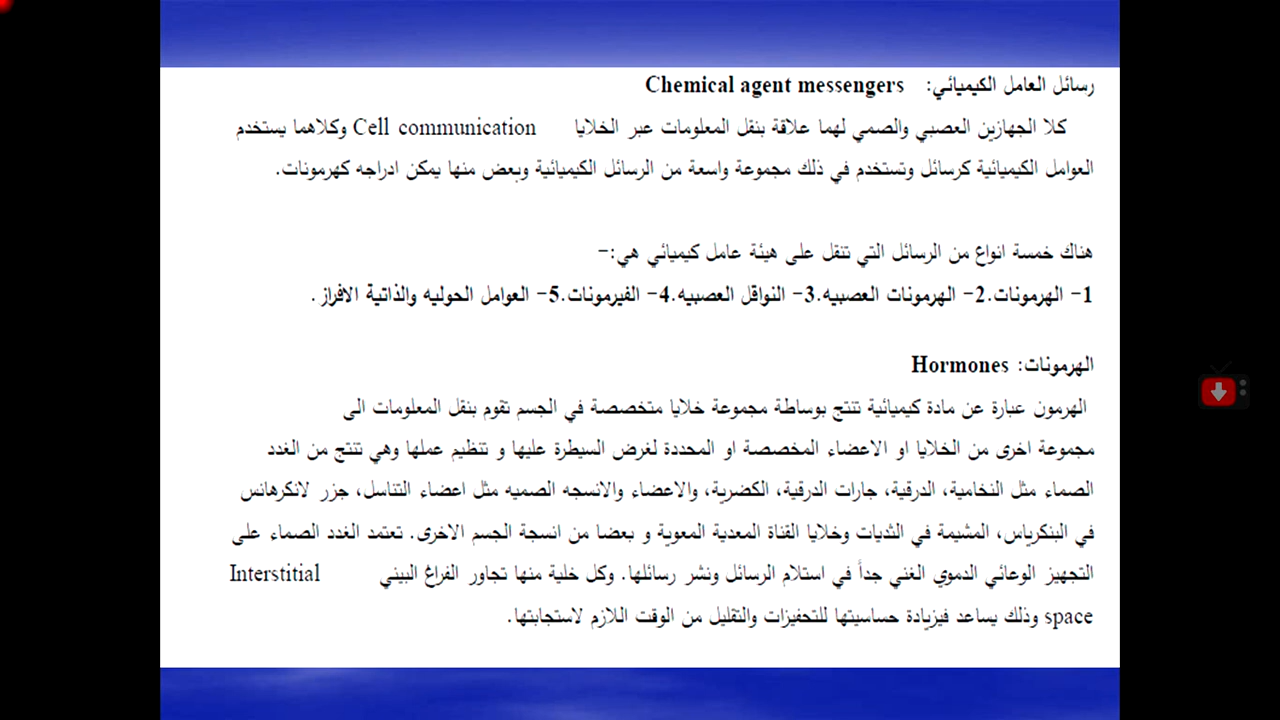 رسائل العامل الكيميائي: Chemical agent messengers
كلا الجهازين العصبي والصمي لهما علاقة بنقل المعلومات عبر الخلايا Cell communication وكلاهما يستخدم
العوامل الكيميائية كرسائل وتستخدم في ذلك مجموعة واسعة من الرسائل الكيميائية وبعض منها يمكن ادراجه كهرمونات.
هناك خمسة انواع من الرسائل التي تنقل على هيئة عامل كيميائي هي:-
1- الهرمونات.2- الهرمونات العصبيه.3- النواقل العصبيه.4- الفيرمونات.5- العوامل الحوليه والذاتية الافراز.
الهرمونات: Hormones
الهرمون عبارة عن مادة كيميائية تنتج بوساطة مجموعة خلايا متخصصة في الجسم تقوم بنقل المعلومات الى
مجموعة اخرى من الخلايا او الاعضاء المخصصة او المحددة لغرض السيطرة عليها و تنظيم عملها وهي تنتج من الغدد
الصماء مثل النخامية، الدرقية، جارات الدرقية، الكضرية، والاعضاء والانسجه الصميه مثل اعضاء التناسل، جزر لانكرهانس
في البنكرياس، المشيمة في الثديات وخلايا القناة المعدية المعوية و بعضا من انسجة الجسم الاخرى. تعتمد الغدد الصماء على
التجهيز الوعائي الدموي الغني جداً في استلام الرسائل ونشر رسائلها. وكل خلية منها تجاور الفراغ البيني Interstitial
space وذلك يساعد فيزيادة حساسيتها للتحفيزات والتقليل من الوقت اللازم لاستجابتها.